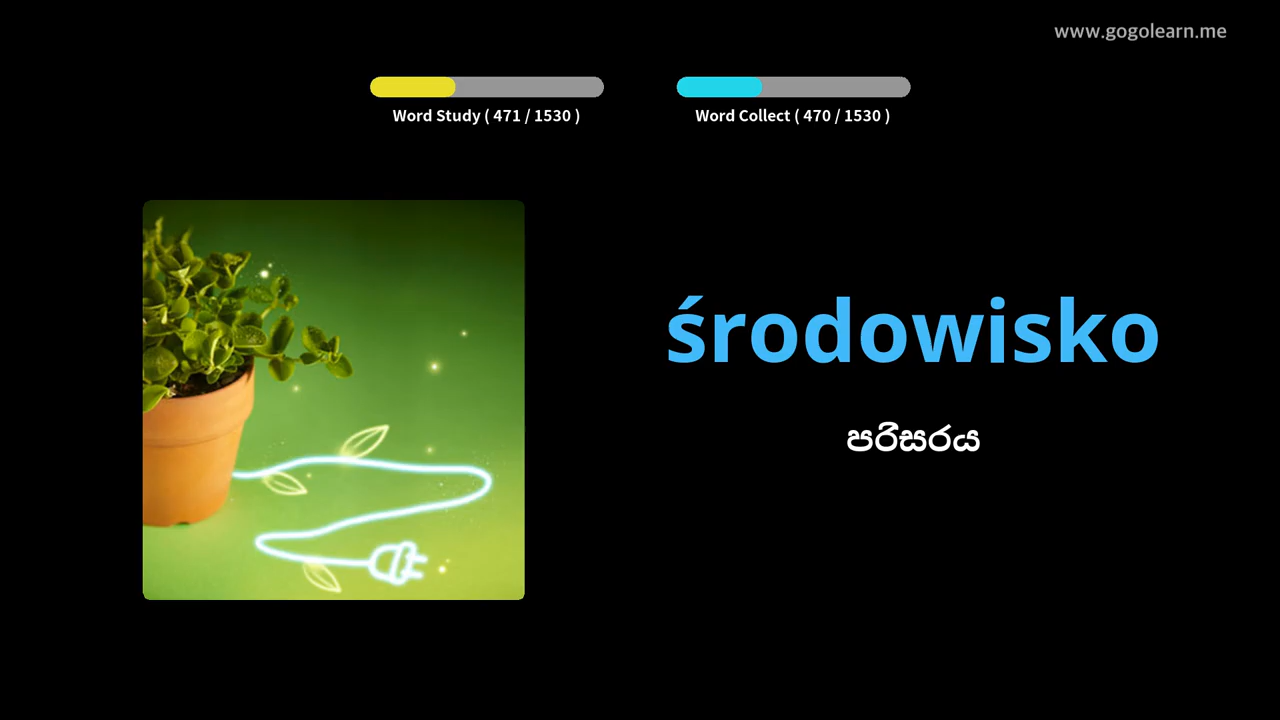 www.gogolearn.me
Word Study ( 471 / 1530 )
Word Collect ( 470 / 1530 )
środowisko
පරිසරය